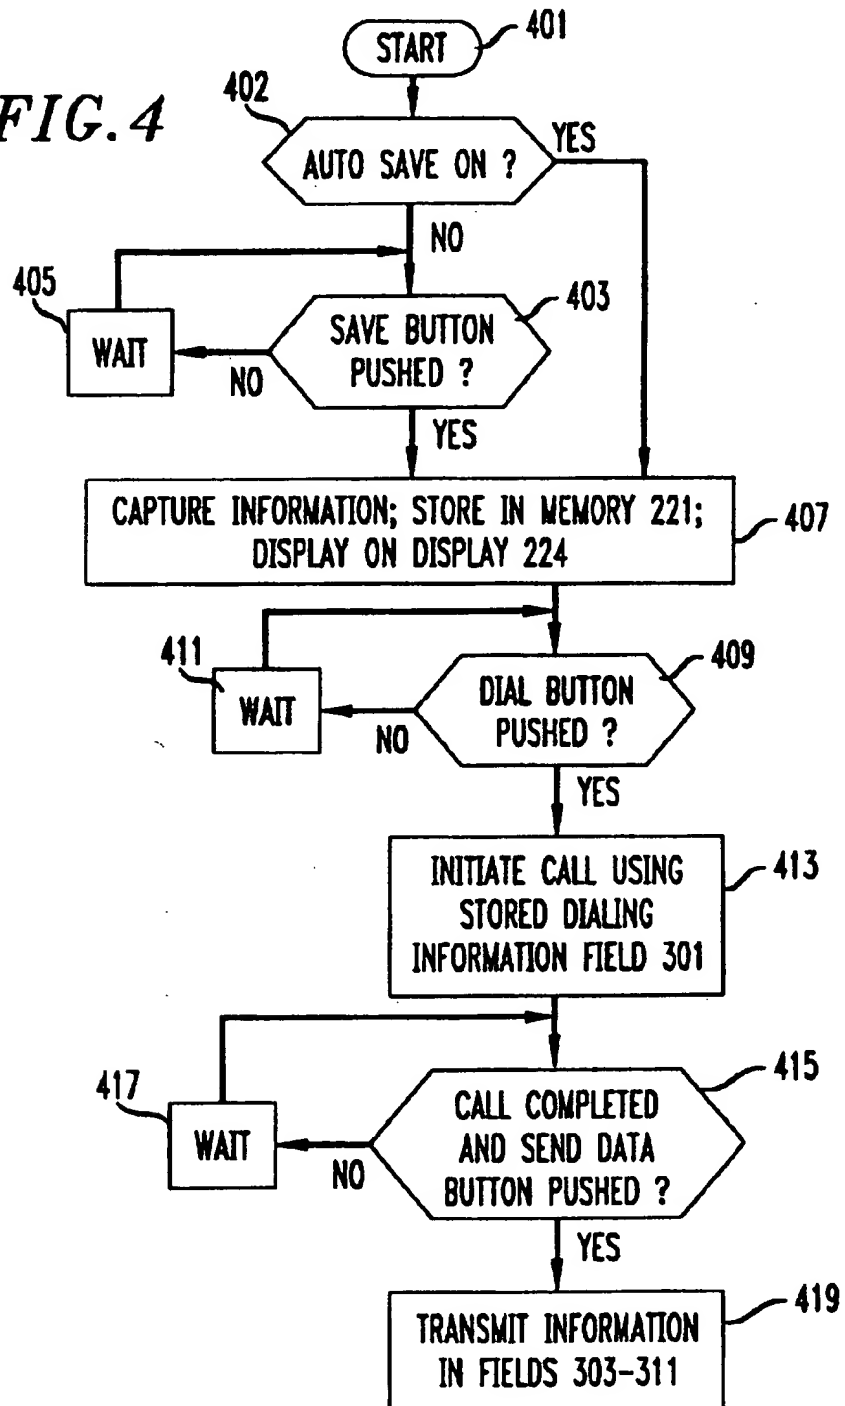 START
401
FIG. 4
402
AUTO SAVE ON ?
YES
NO
405
WAIT
NO
SAVE BUTTON
PUSHED ?
403
YES
CAPTURE INFORMATION; STORE IN MEMORY 221;
DISPLAY ON DISPLAY 224
407
411
WAIT
NO
DIAL BUTTON
PUSHED ?
409
YES
INITIATE CALL USING
STORED DIALING
INFORMATION FIELD 301
413
417
WAIT
NO
CALL COMPLETED
AND SEND DATA
BUTTON PUSHED ?
415
YES
TRANSMIT INFORMATION
IN FIELDS 303-311
419